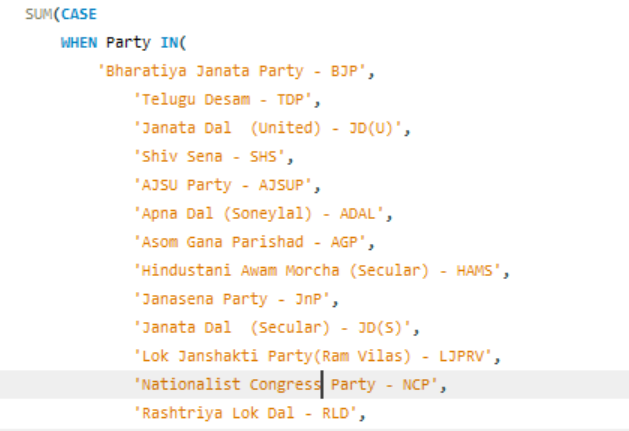 SUM(CASE
WHEN Party IN(
'Bharatiya Janata Party - BJP',
'Telugu Desam - TDP',
'Janata Dal  (United) - JD(U)',
'Shiv Sena - SHS',
'AJSU Party - AJSUP',
'Apna Dal (Soneylal) - ADAL',
'Asom Gana Parishad - AGP',
'Hindustani Awam Morcha (Secular) - HAMS',
'Janasena Party - JnP',
'Janata Dal  (Secular) - JD(S)',
'Lok Janshakti Party(Ram Vilas) - LJPRV',
'Nationalist Congress Party - NCP',
'Rashtriya Lok Dal - RLD',